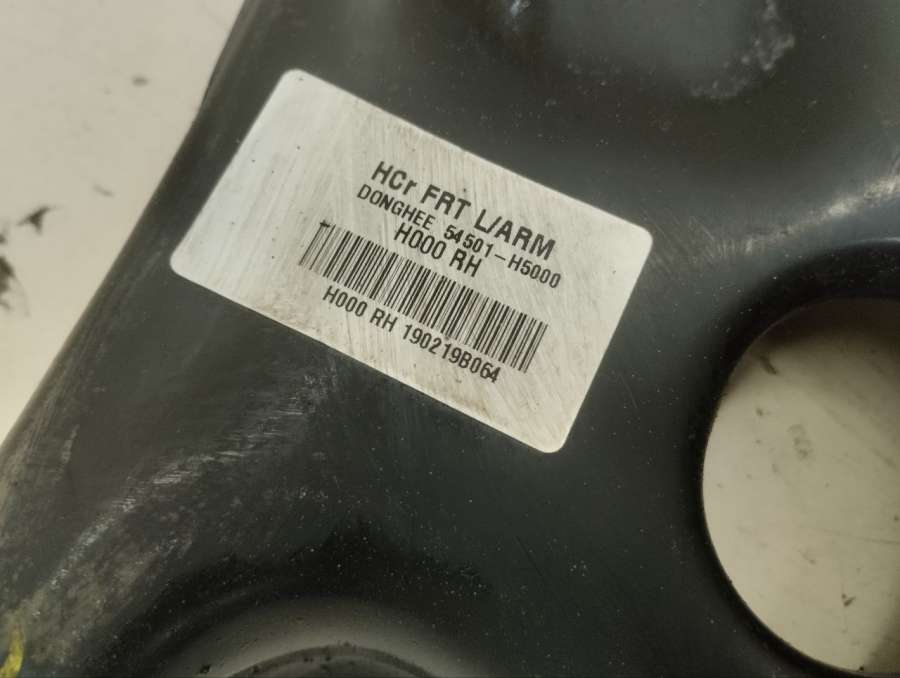 HCr FRT L/ARM
DONGHEE 54501-H5000
H000 RH
H000 RH 190219B064